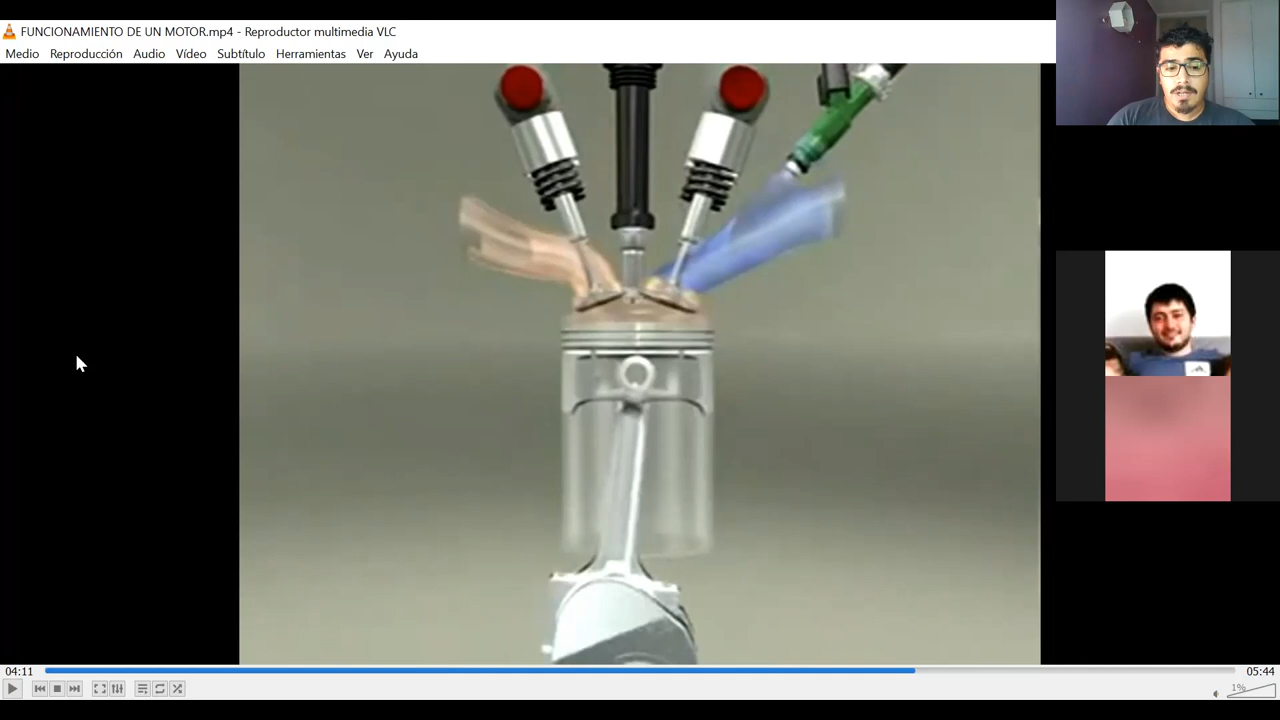 FUNCIONAMIENTO DE UN MOTOR.mp4 - Reproductor multimedia VLC
Medio Reproducción Audio Vídeo Subtítulo Herramientas Ver Ayuda
04:11 05:44
1%